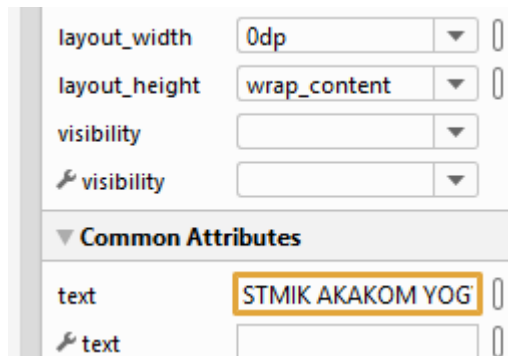 layout_width 0dp
layout_height wrap_content
visibility
visibility
Common Attributes
text STMIK AKAKOM YOG
text